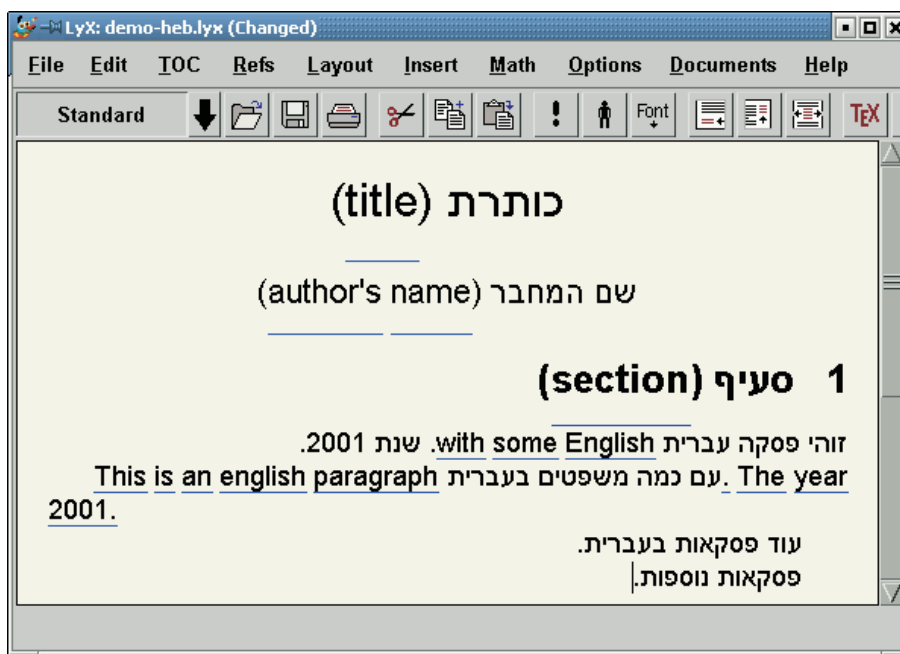 LyX: demo-heb.lyx (Changed)
File Edit TOC Refs Layout Insert Math Options Documents Help
Standard Font TEX
כותרת (title)
שם המחבר (author's name)
1 סעיף (section)
זוהי פסקה עברית with some English. שנת 2001.
This is an english paragraph עם כמה משפטים בעברית. The year
2001.
עוד פסקאות בעברית.
פסקאות נוספות.